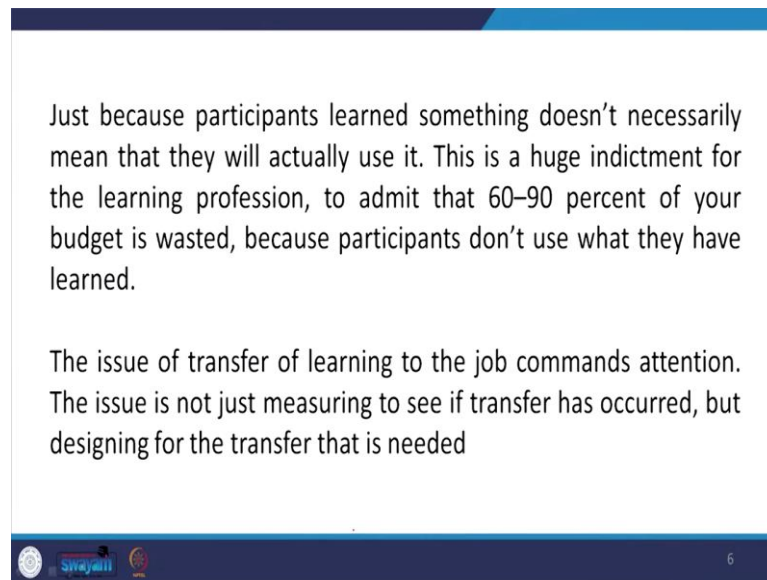 Just because participants learned something doesn’t necessarily
mean that they will actually use it. This is a huge indictment for
the learning profession, to admit that 60–90 percent of your
budget is wasted, because participants don’t use what they have
learned.
The issue of transfer of learning to the job commands attention.
The issue is not just measuring to see if transfer has occurred, but
designing for the transfer that is needed
swayam
6